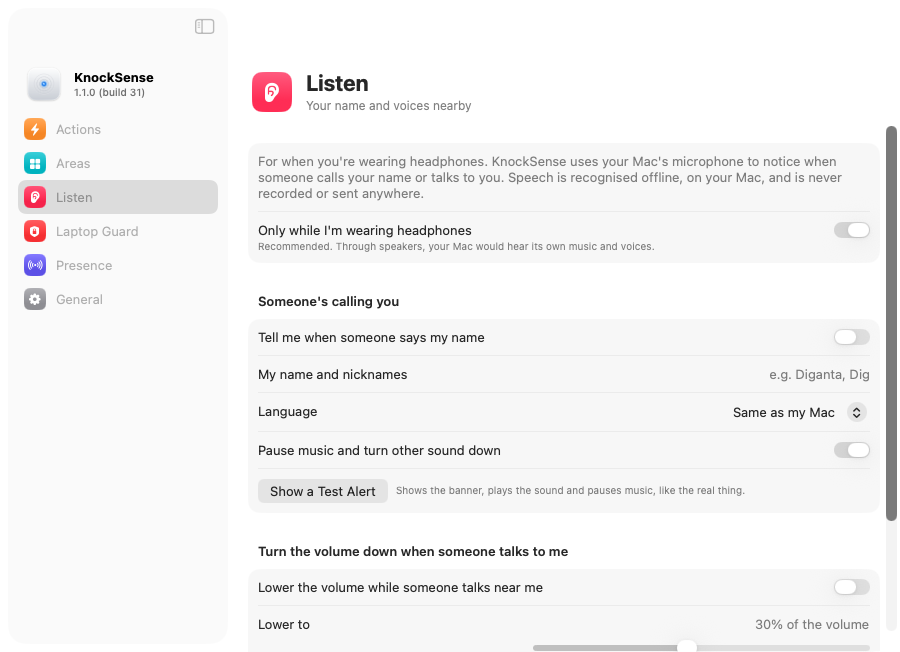 KnockSense
1.1.0 (build 31)
Actions
Areas
Listen
Laptop Guard
Presence
General
Listen
Your name and voices nearby
For when you're wearing headphones. KnockSense uses your Mac's microphone to notice when
someone calls your name or talks to you. Speech is recognised offline, on your Mac, and is never
recorded or sent anywhere.
Only while I'm wearing headphones
Recommended. Through speakers, your Mac would hear its own music and voices.
Someone's calling you
Tell me when someone says my name
My name and nicknames
e.g. Diganta, Dig
Language
Same as my Mac
Pause music and turn other sound down
Show a Test Alert
Shows the banner, plays the sound and pauses music, like the real thing.
Turn the volume down when someone talks to me
Lower the volume while someone talks near me
Lower to
30% of the volume